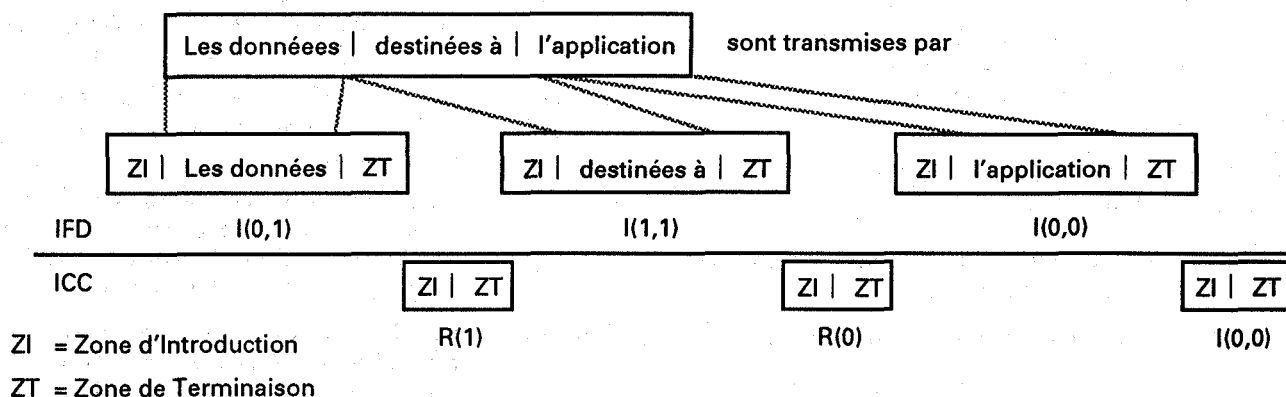 Les donnéees | destinées à | l'application sont transmises par
ZI | Les données | ZT ZI | destinées à | ZT ZI | l'application | ZT
IFD I(0,1) I(1,1) I(0,0)
ICC ZI | ZT ZI | ZT ZI | ZT
R(1) R(0) I(0,0)
ZI = Zone d'Introduction
ZT = Zone de Terminaison